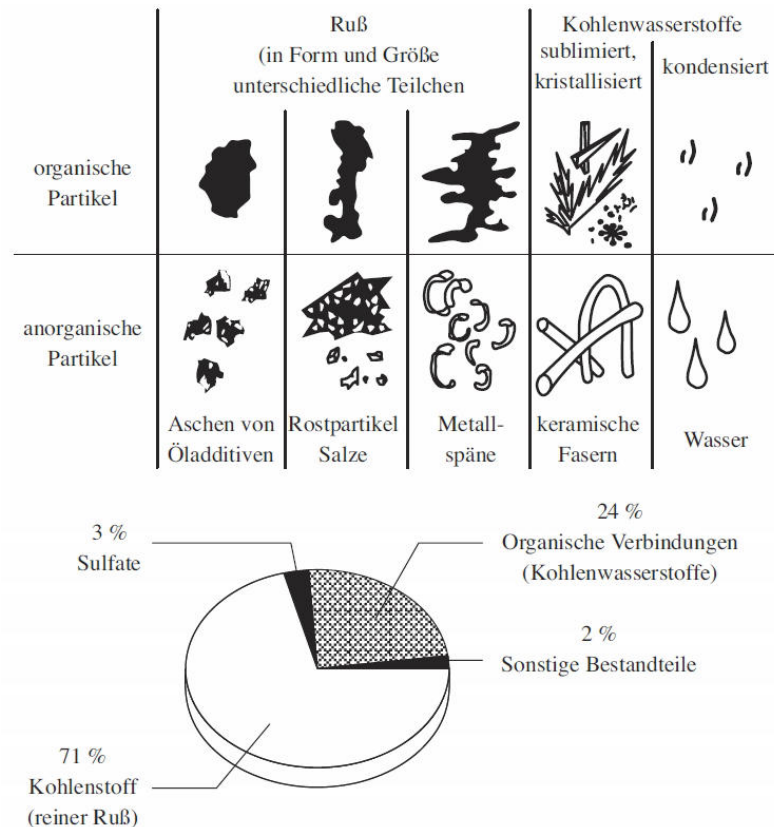 Ruß
(in Form und Größe
unterschiedliche Teilchen
Kohlenwasserstoffe
sublimiert,
kristallisiert
kondensiert
organische
Partikel
anorganische
Partikel
Aschen von
Öladditiven
Rostpartikel
Salze
Metall-
späne
keramische
Fasern
Wasser
3 %
Sulfate
24 %
Organische Verbindungen
(Kohlenwasserstoffe)
2 %
Sonstige Bestandteile
71 %
Kohlenstoff
(reiner Ruß)